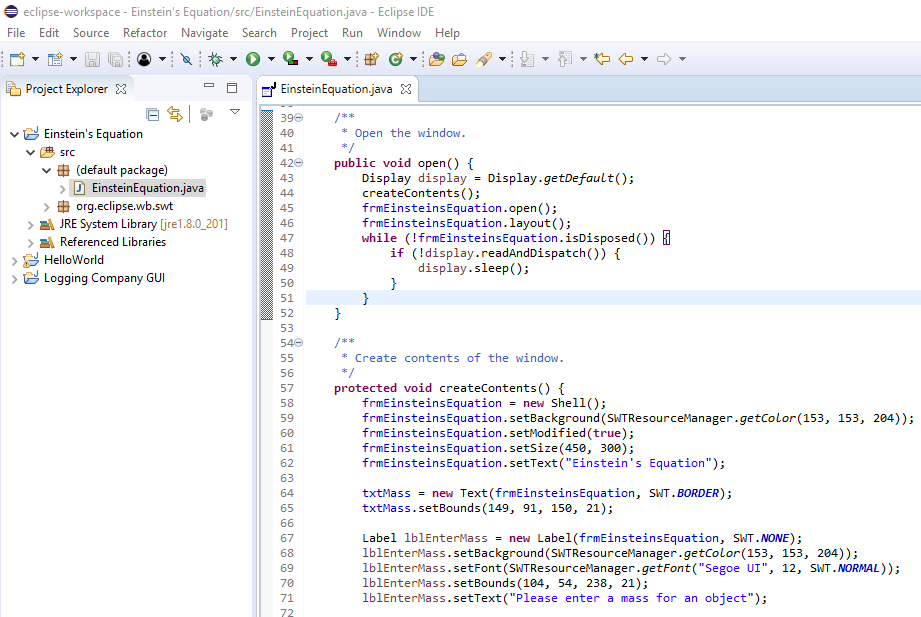 eclipse-workspace - Einstein's Equation/src/EinsteinEquation.java - Eclipse IDE
File Edit Source Refactor Navigate Search Project Run Window Help
Project Explorer
Einstein's Equation
src
(default package)
EinsteinEquation.java
org.eclipse.wb.swt
JRE System Library [jre1.8.0_201]
Referenced Libraries
HelloWorld
Logging Company GUI
EinsteinEquation.java
39 /**
40 * Open the window.
41 */
42 public void open() {
43 Display display = Display.getDefault();
44 createContents();
45 frmEinsteinsEquation.open();
46 frmEinsteinsEquation.layout();
47 while (!frmEinsteinsEquation.isDisposed()) {
48 if (!display.readAndDispatch()) {
49 display.sleep();
50 }
51 }
52 }
53
54 /**
55 * Create contents of the window.
56 */
57 protected void createContents() {
58 frmEinsteinsEquation = new Shell();
59 frmEinsteinsEquation.setBackground(SWTResourceManager.getColor(153, 153, 204));
60 frmEinsteinsEquation.setModified(true);
61 frmEinsteinsEquation.setSize(450, 300);
62 frmEinsteinsEquation.setText("Einstein's Equation");
63
64 txtMass = new Text(frmEinsteinsEquation, SWT.BORDER);
65 txtMass.setBounds(149, 91, 150, 21);
66
67 Label lblEnterMass = new Label(frmEinsteinsEquation, SWT.NONE);
68 lblEnterMass.setBackground(SWTResourceManager.getColor(153, 153, 204));
69 lblEnterMass.setFont(SWTResourceManager.getFont("Segoe UI", 12, SWT.NORMAL));
70 lblEnterMass.setBounds(104, 54, 238, 21);
71 lblEnterMass.setText("Please enter a mass for an object");
72